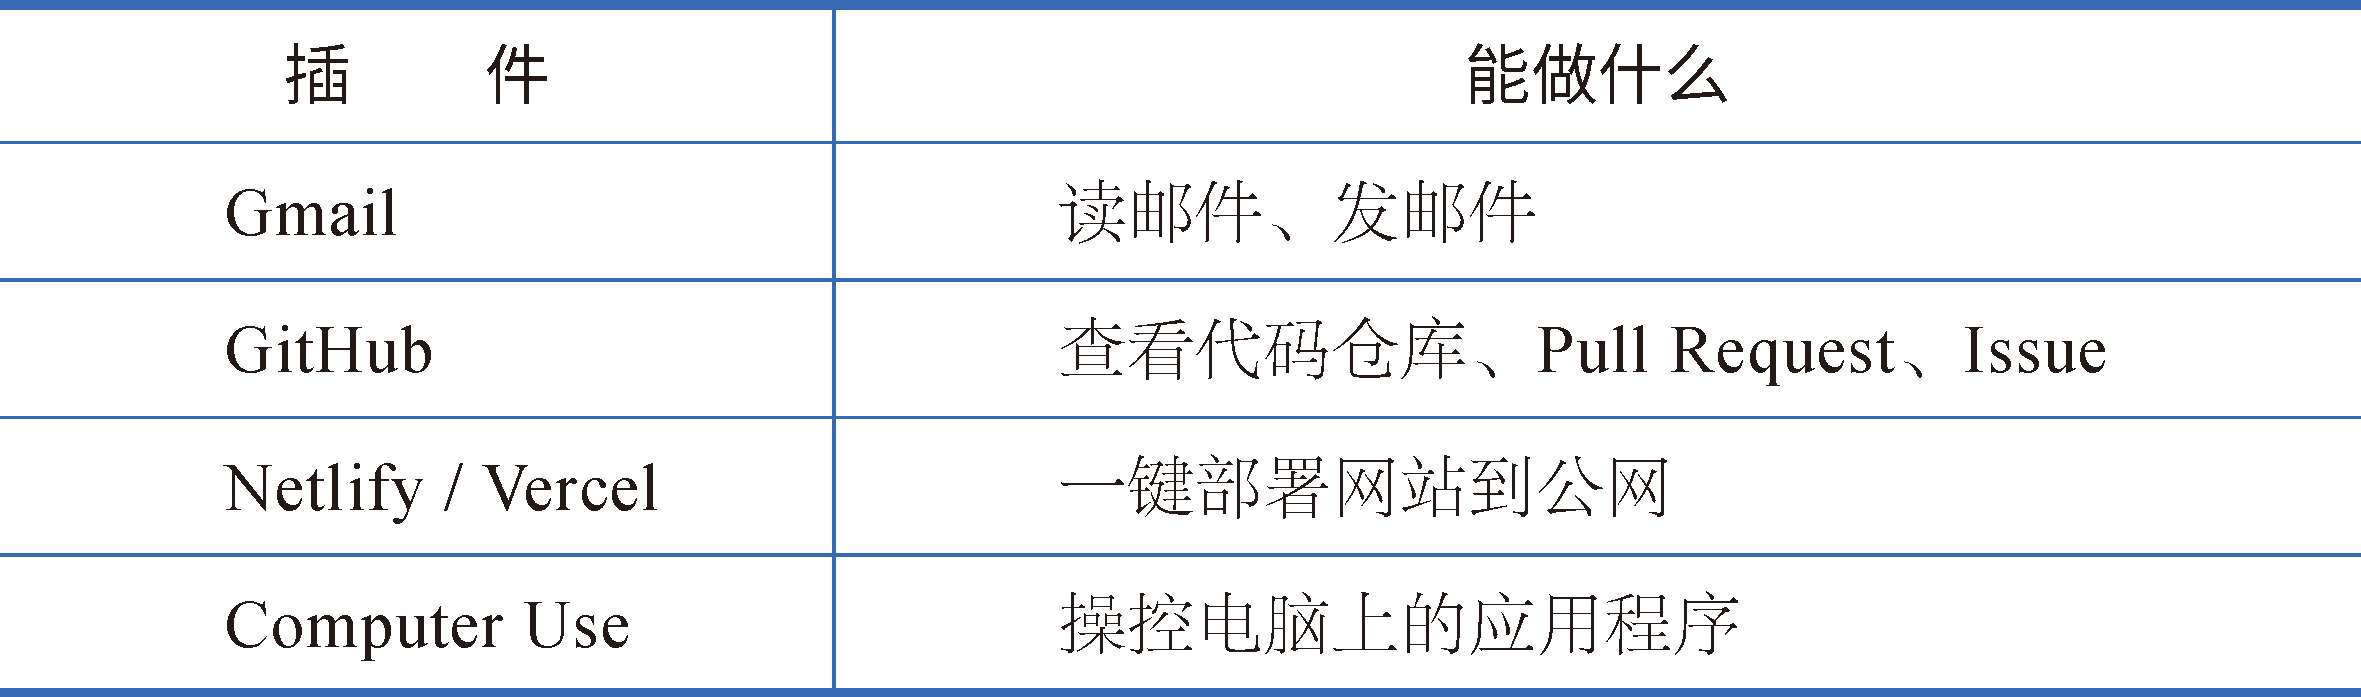 插　　件　能做什么
Gmail　读邮件、发邮件
GitHub　查看代码仓库、Pull Request、Issue
Netlify / Vercel　一键部署网站到公网
Computer Use　操控电脑上的应用程序